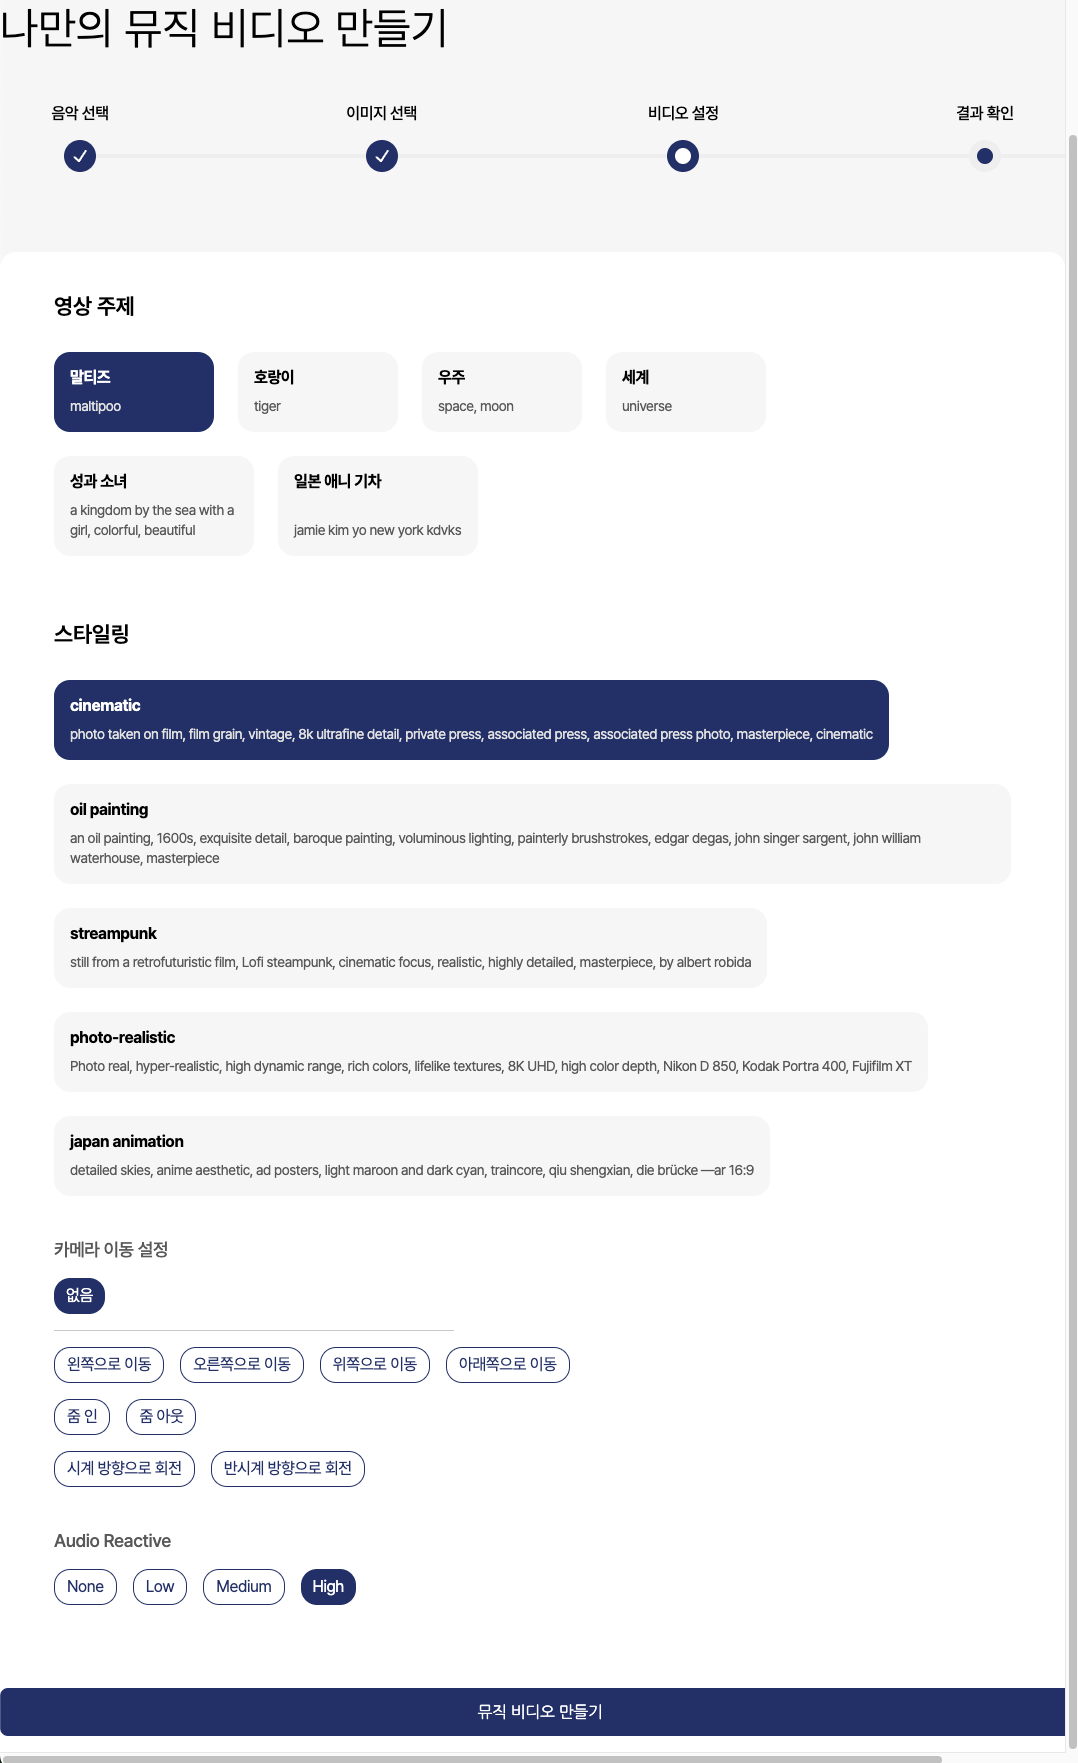 나만의 뮤직 비디오 만들기
음악 선택
이미지 선택
비디오 설정
결과 확인
영상 주제
말티즈
maltipoo
호랑이
tiger
우주
space, moon
세계
universe
성과 소녀
a kingdom by the sea with a
girl, colorful, beautiful
일본 애니 기차
jamie kim yo new york kdvks
스타일링
cinematic
photo taken on film, film grain, vintage, 8k ultrafine detail, private press, associated press, associated press photo, masterpiece, cinematic
oil painting
an oil painting, 1600s, exquisite detail, baroque painting, voluminous lighting, painterly brushstrokes, edgar degas, john singer sargent, john william
waterhouse, masterpiece
streampunk
still from a retrofuturistic film, Lofi steampunk, cinematic focus, realistic, highly detailed, masterpiece, by albert robida
photo-realistic
Photo real, hyper-realistic, high dynamic range, rich colors, lifelike textures, 8K UHD, high color depth, Nikon D 850, Kodak Portra 400, Fujifilm XT
japan animation
detailed skies, anime aesthetic, ad posters, light maroon and dark cyan, traincore, qiu shengxian, die brücke —ar 16:9
카메라 이동 설정
없음
왼쪽으로 이동
오른쪽으로 이동
위쪽으로 이동
아래쪽으로 이동
줌 인
줌 아웃
시계 방향으로 회전
반시계 방향으로 회전
Audio Reactive
None
Low
Medium
High
뮤직 비디오 만들기